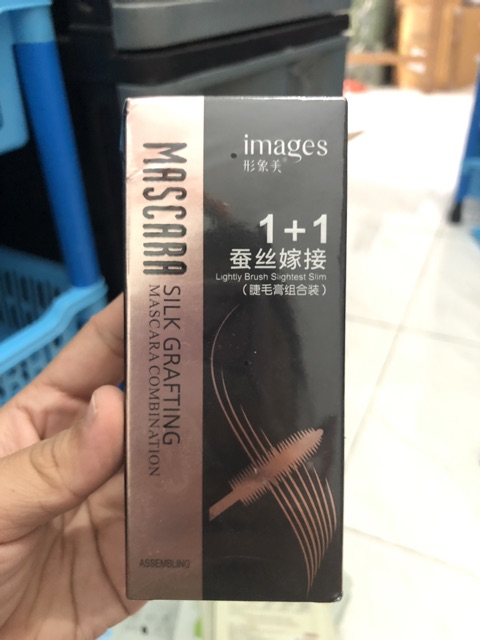 images
形象美®
1+1
蚕丝嫁接
Lightly Brush Slightest Slim
（睫毛膏组合装）
MASCARA
SILK GRAFTING
MASCARA COMBINATION
ASSEMBLING